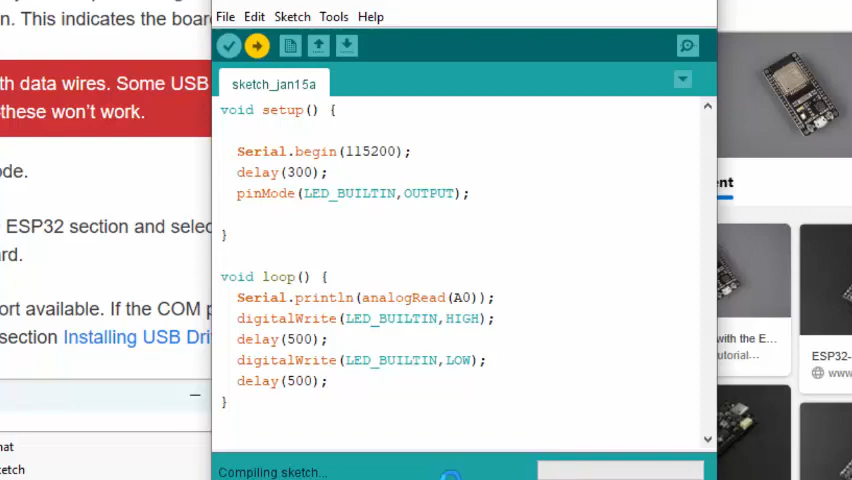 n. This indicates the boar
th data wires. Some USB
these won't work.
ode.
ESP32 section and selec
rd.
ort available. If the COM p
section Installing USB Dri
nat
etch
File Edit Sketch Tools Help
sketch_jan15a
void setup() {
Serial.begin(115200);
delay(300);
pinMode(LED_BUILTIN,OUTPUT);
}
void loop() {
Serial.println(analogRead(A0));
digitalWrite(LED_BUILTIN,HIGH);
delay(500);
digitalWrite(LED_BUILTIN,LOW);
delay(500);
}
Compiling sketch...
nt
with the E...
utorial...
ESP32-
www.